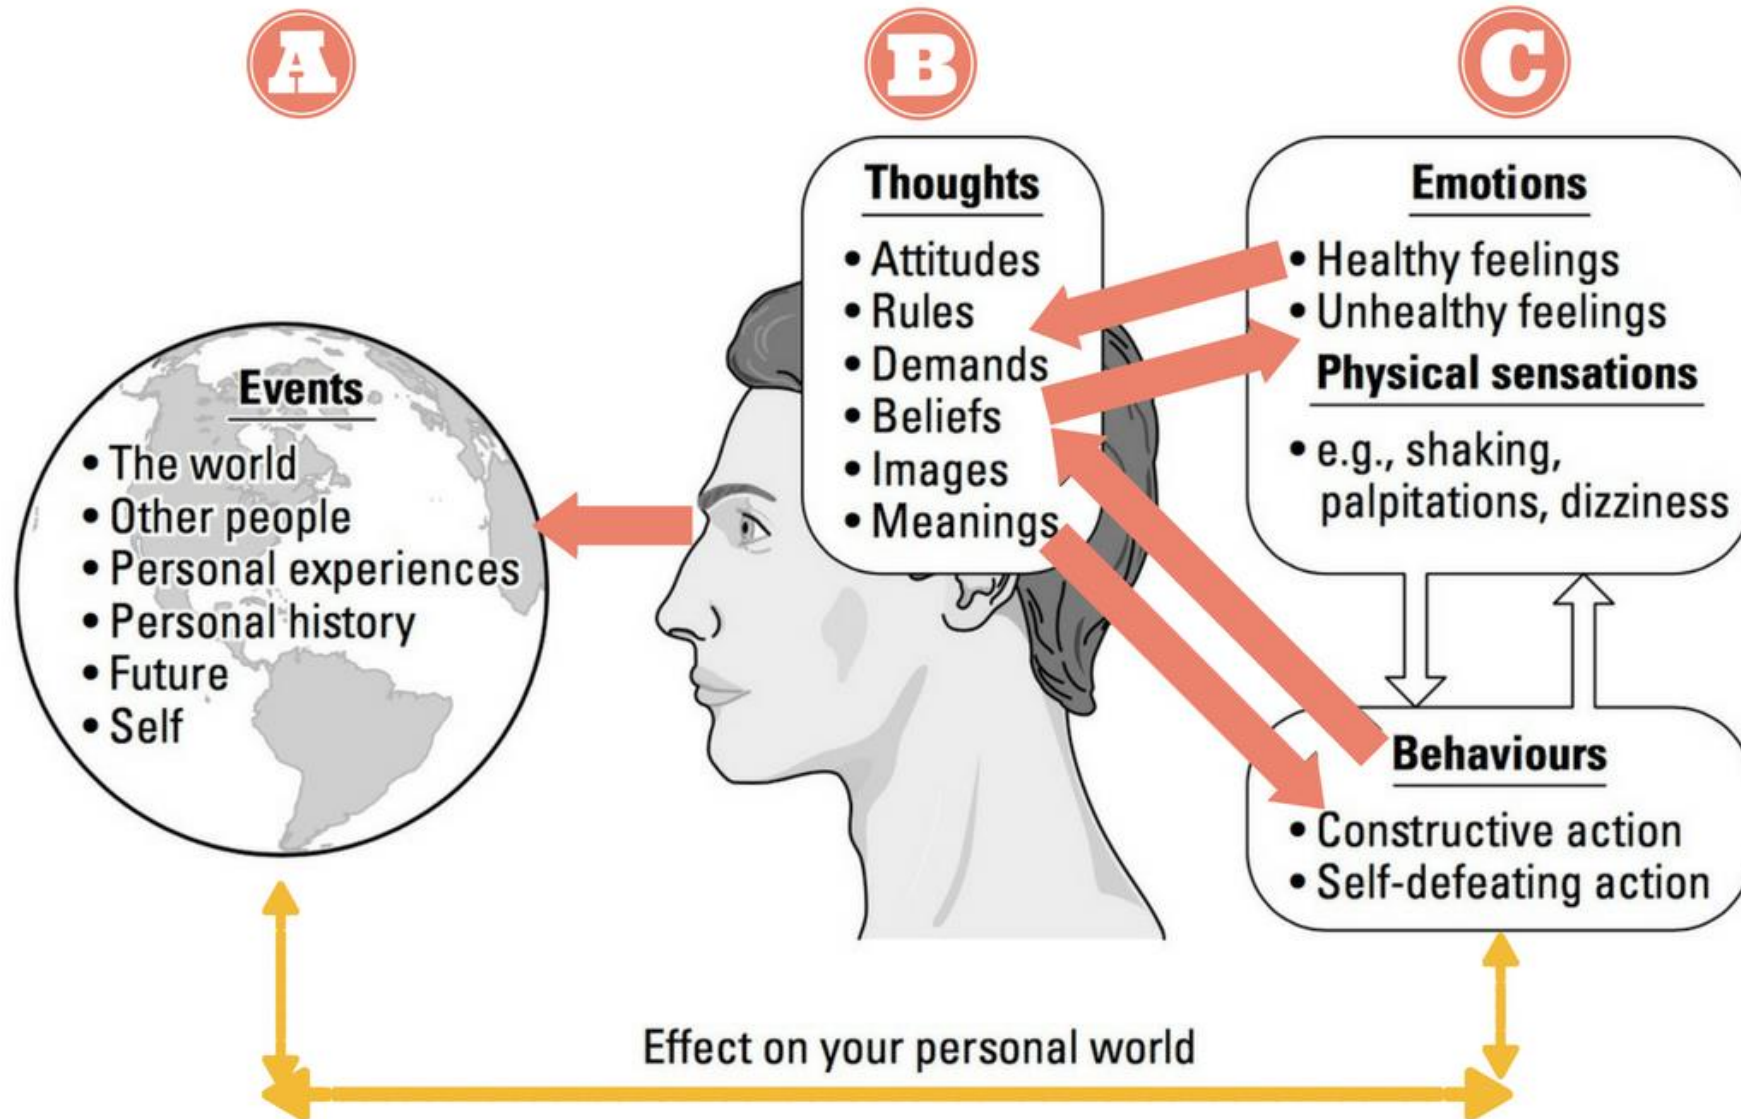 A
B
C
Events
• The world
• Other people
• Personal experiences
• Personal history
• Future
• Self
Thoughts
• Attitudes
• Rules
• Demands
• Beliefs
• Images
• Meanings
Emotions
• Healthy feelings
• Unhealthy feelings
Physical sensations
• e.g., shaking,
palpitations, dizziness
Behaviours
• Constructive action
• Self-defeating action
Effect on your personal world